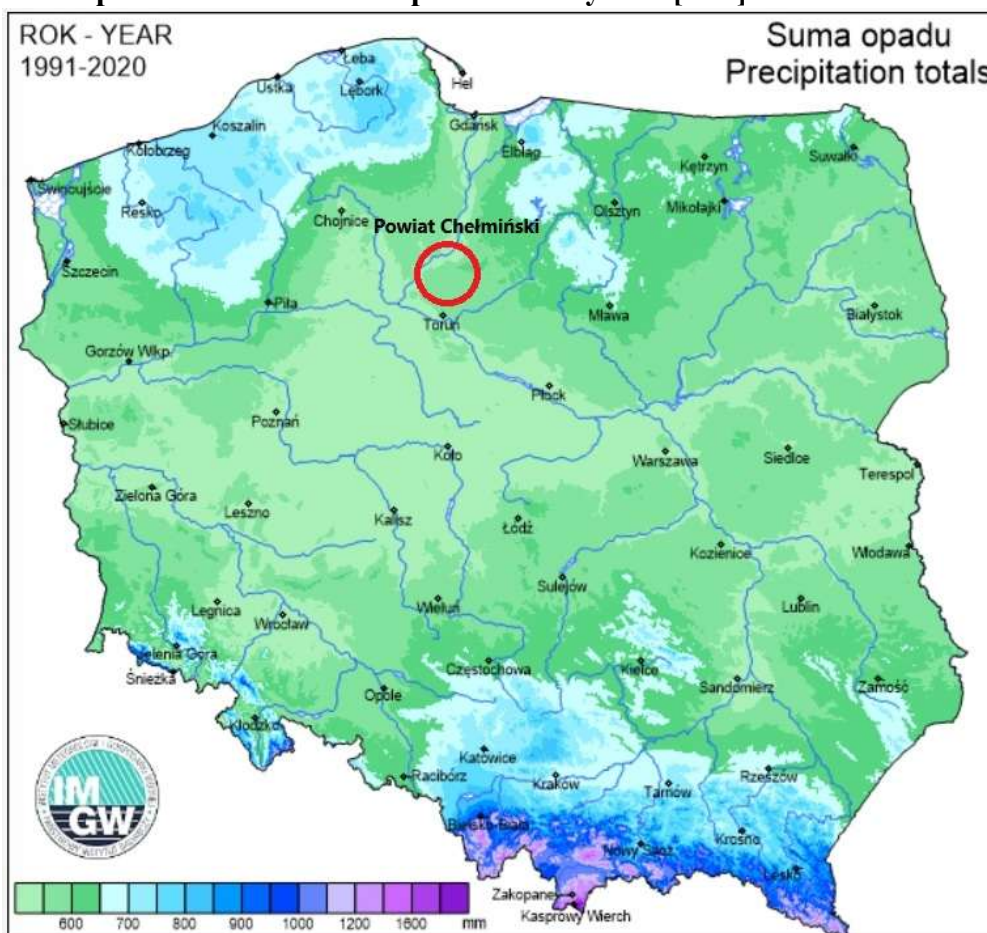 ROK - YEAR
1991-2020
Suma opadu
Precipitation totals
Łeba
Hel
Ustka
Lębork
Gdańsk
Koszalin
Kołobrzeg
Elbląg
Kętrzyn
Suwałki
Świnoujście
Resko
Chojnice
Olsztyn
Mikołajki
Powiat Chełmiński
Szczecin
Piła
Toruń
Mława
Białystok
Gorzów Wlkp
Płock
Słubice
Poznań
Koło
Warszawa
Siedlce
Terespol
Zielona Góra
Leszno
Kalisz
Łódź
Kozienice
Włodawa
Sulejów
Legnica
Wrocław
Wieluń
Lublin
Jelenia Góra
Śnieżka
Częstochowa
Kielce
Sandomierz
Zamość
Opole
Kłodzko
Katowice
Racibórz
Kraków
Tarnów
Rzeszów
Bielsko-Biała
Nowy Sącz
Krosno
Lesko
Zakopane
Kasprowy Wierch
IM
GW
600 700 800 900 1000 1200 1600 mm